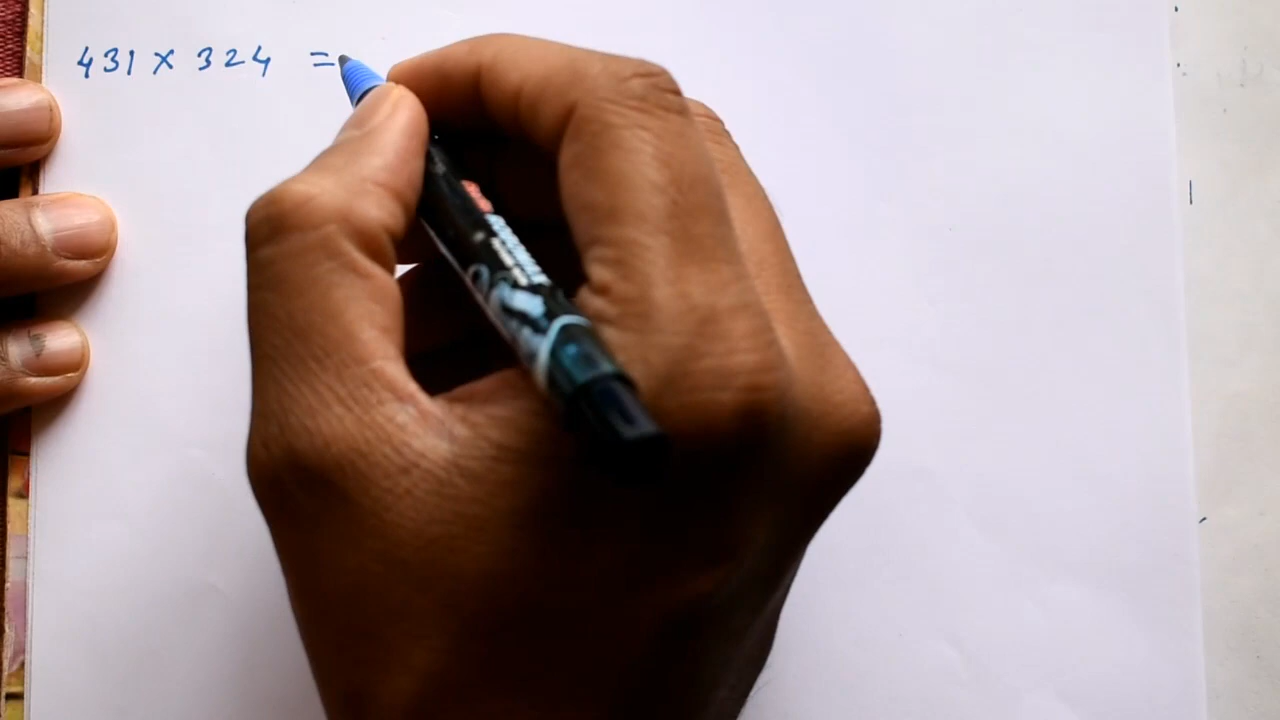 431 × 324 =